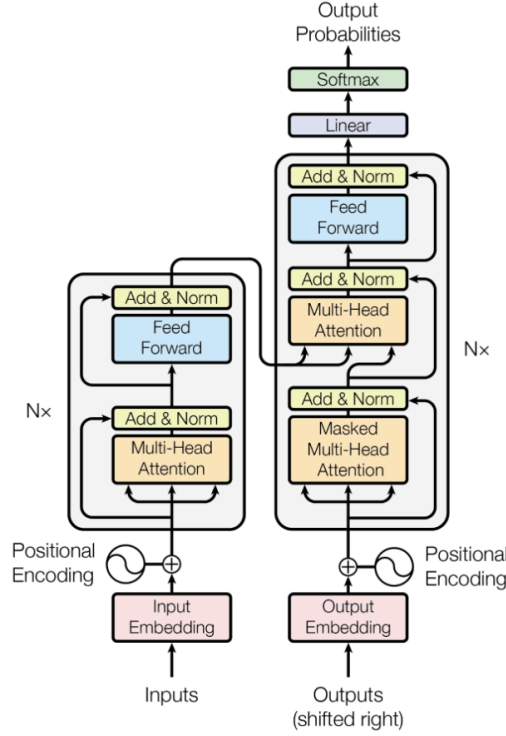 Output
Probabilities
Softmax
Linear
Add & Norm
Feed
Forward
Add & Norm
Multi-Head
Attention
Add & Norm
Masked
Multi-Head
Attention
N×
Add & Norm
Feed
Forward
Add & Norm
Multi-Head
Attention
N×
Positional
Encoding
Positional
Encoding
Input
Embedding
Output
Embedding
Inputs
Outputs
(shifted right)